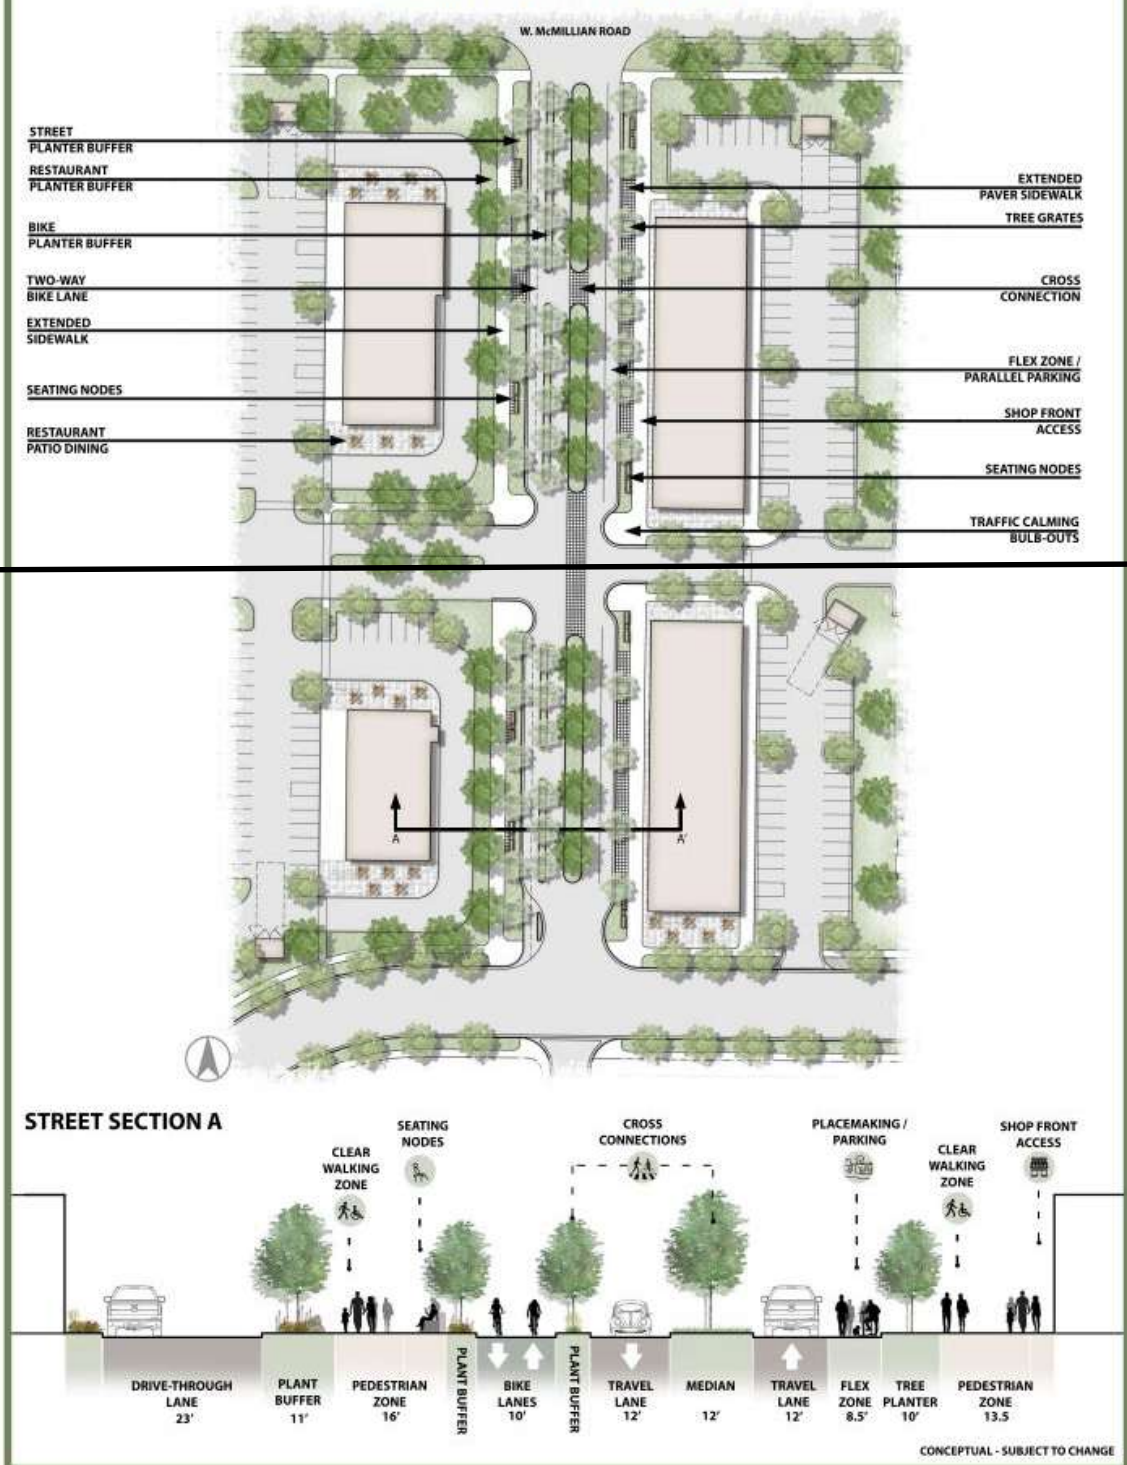 W. McMILLIAN ROAD
STREET
PLANTER BUFFER
RESTAURANT
PLANTER BUFFER
BIKE
PLANTER BUFFER
TWO-WAY
BIKE LANE
EXTENDED
SIDEWALK
SEATING NODES
RESTAURANT
PATIO DINING
EXTENDED
PAVER SIDEWALK
TREE GRATES
CROSS
CONNECTION
FLEX ZONE /
PARALLEL PARKING
SHOP FRONT
ACCESS
SEATING NODES
TRAFFIC CALMING
BULB-OUTS
A
A'
STREET SECTION A
CLEAR
WALKING
ZONE
SEATING
NODES
CROSS
CONNECTIONS
PLACEMAKING /
PARKING
CLEAR
WALKING
ZONE
SHOP FRONT
ACCESS
DRIVE-THROUGH
LANE
23'
PLANT
BUFFER
11'
PEDESTRIAN
ZONE
16'
PLANT BUFFER
BIKE
LANES
10'
PLANT BUFFER
TRAVEL
LANE
12'
MEDIAN
12'
TRAVEL
LANE
12'
FLEX
ZONE
8.5'
TREE
PLANTER
10'
PEDESTRIAN
ZONE
13.5
CONCEPTUAL - SUBJECT TO CHANGE